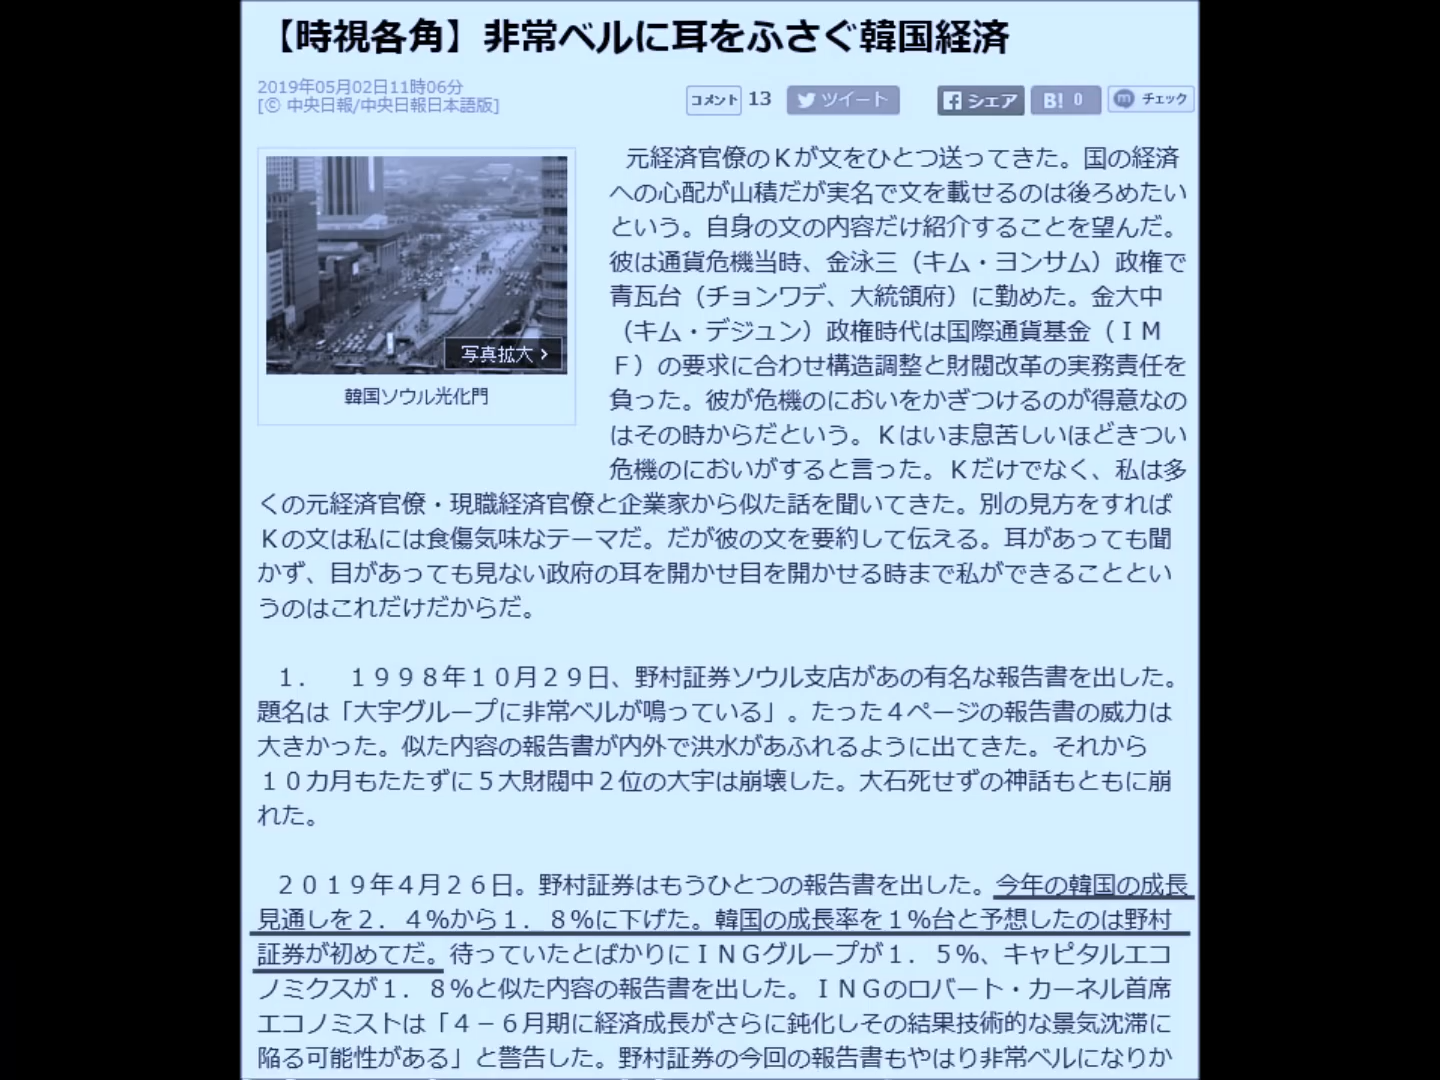 【時視各角】非常ベルに耳をふさぐ韓国経済
2019年05月02日11時06分
[ⓒ 中央日報/中央日報日本語版]
コメント 13 ツイート シェア B! 0 m チェック
写真拡大 ›
韓国ソウル光化門
元経済官僚のＫが文をひとつ送ってきた。国の経済
への心配が山積だが実名で文を載せるのは後ろめたい
という。自身の文の内容だけ紹介することを望んだ。
彼は通貨危機当時、金泳三（キム・ヨンサム）政権で
青瓦台（チョンワデ、大統領府）に勤めた。金大中
（キム・デジュン）政権時代は国際通貨基金（ＩＭ
Ｆ）の要求に合わせ構造調整と財閥改革の実務責任を
負った。彼が危機のにおいをかぎつけるのが得意なの
はその時からだという。Ｋはいま息苦しいほどきつい
危機のにおいがすると言った。Ｋだけでなく、私は多
くの元経済官僚・現職経済官僚と企業家から似た話を聞いてきた。別の見方をすれば
Ｋの文は私には食傷気味なテーマだ。だが彼の文を要約して伝える。耳があっても聞
かず、目があっても見ない政府の耳を開かせ目を開かせる時まで私ができることとい
うのはこれだけだからだ。
１．　１９９８年１０月２９日、野村証券ソウル支店があの有名な報告書を出した。
題名は「大宇グループに非常ベルが鳴っている」。たった４ページの報告書の威力は
大きかった。似た内容の報告書が内外で洪水があふれるように出てきた。それから
１０カ月もたたずに５大財閥中２位の大宇は崩壊した。大石死せずの神話もともに崩
れた。
２０１９年４月２６日。野村証券はもうひとつの報告書を出した。今年の韓国の成長
見通しを２．４％から１．８％に下げた。韓国の成長率を１％台と予想したのは野村
証券が初めてだ。待っていたとばかりにＩＮＧグループが１．５％、キャピタルエコ
ノミクスが１．８％と似た内容の報告書を出した。ＩＮＧのロバート・カーネル首席
エコノミストは「４－６月期に経済成長がさらに鈍化しその結果技術的な景気沈滞に
陥る可能性がある」と警告した。野村証券の今回の報告書もやはり非常ベルになりか